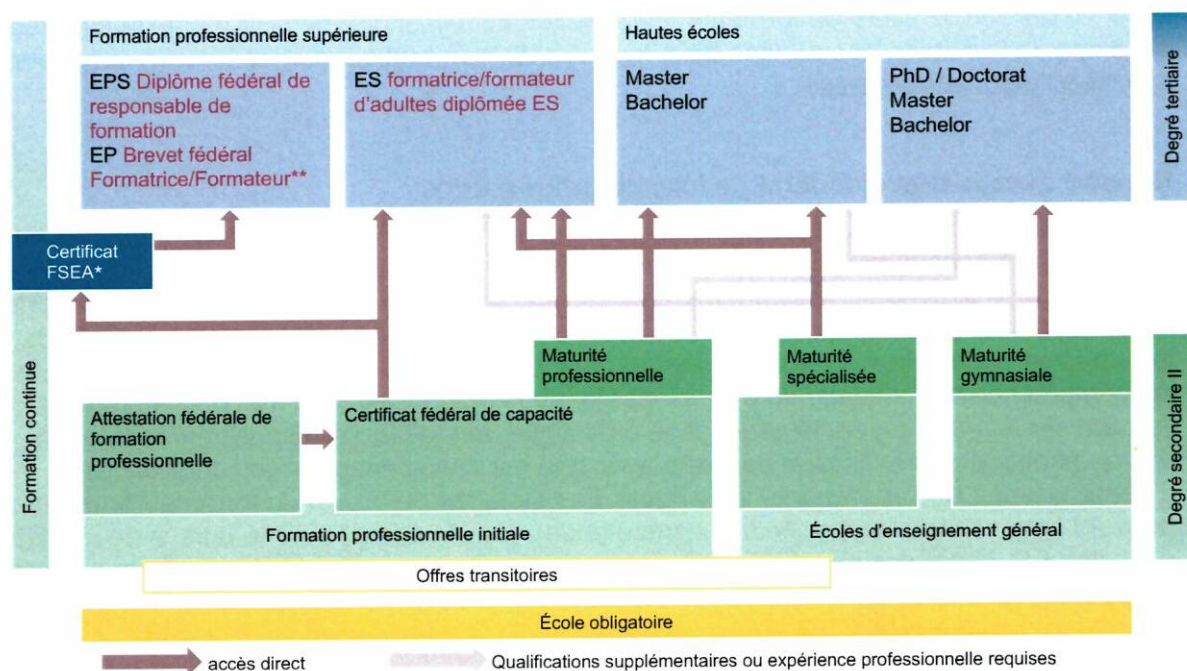 Formation professionnelle supérieure
Hautes écoles
EPS Diplôme fédéral de
responsable de
formation
EP Brevet fédéral
Formatrice/Formateur**
ES formatrice/formateur
d'adultes diplômée ES
Master
Bachelor
PhD / Doctorat
Master
Bachelor
Degré tertiaire
Certificat
FSEA*
Formation continue
Maturité
professionnelle
Maturité
spécialisée
Maturité
gymnasiale
Degré secondaire II
Attestation fédérale de
formation
professionnelle
Certificat fédéral de capacité
Formation professionnelle initiale
Écoles d'enseignement général
Offres transitoires
École obligatoire
accès direct
Qualifications supplémentaires ou expérience professionnelle requises